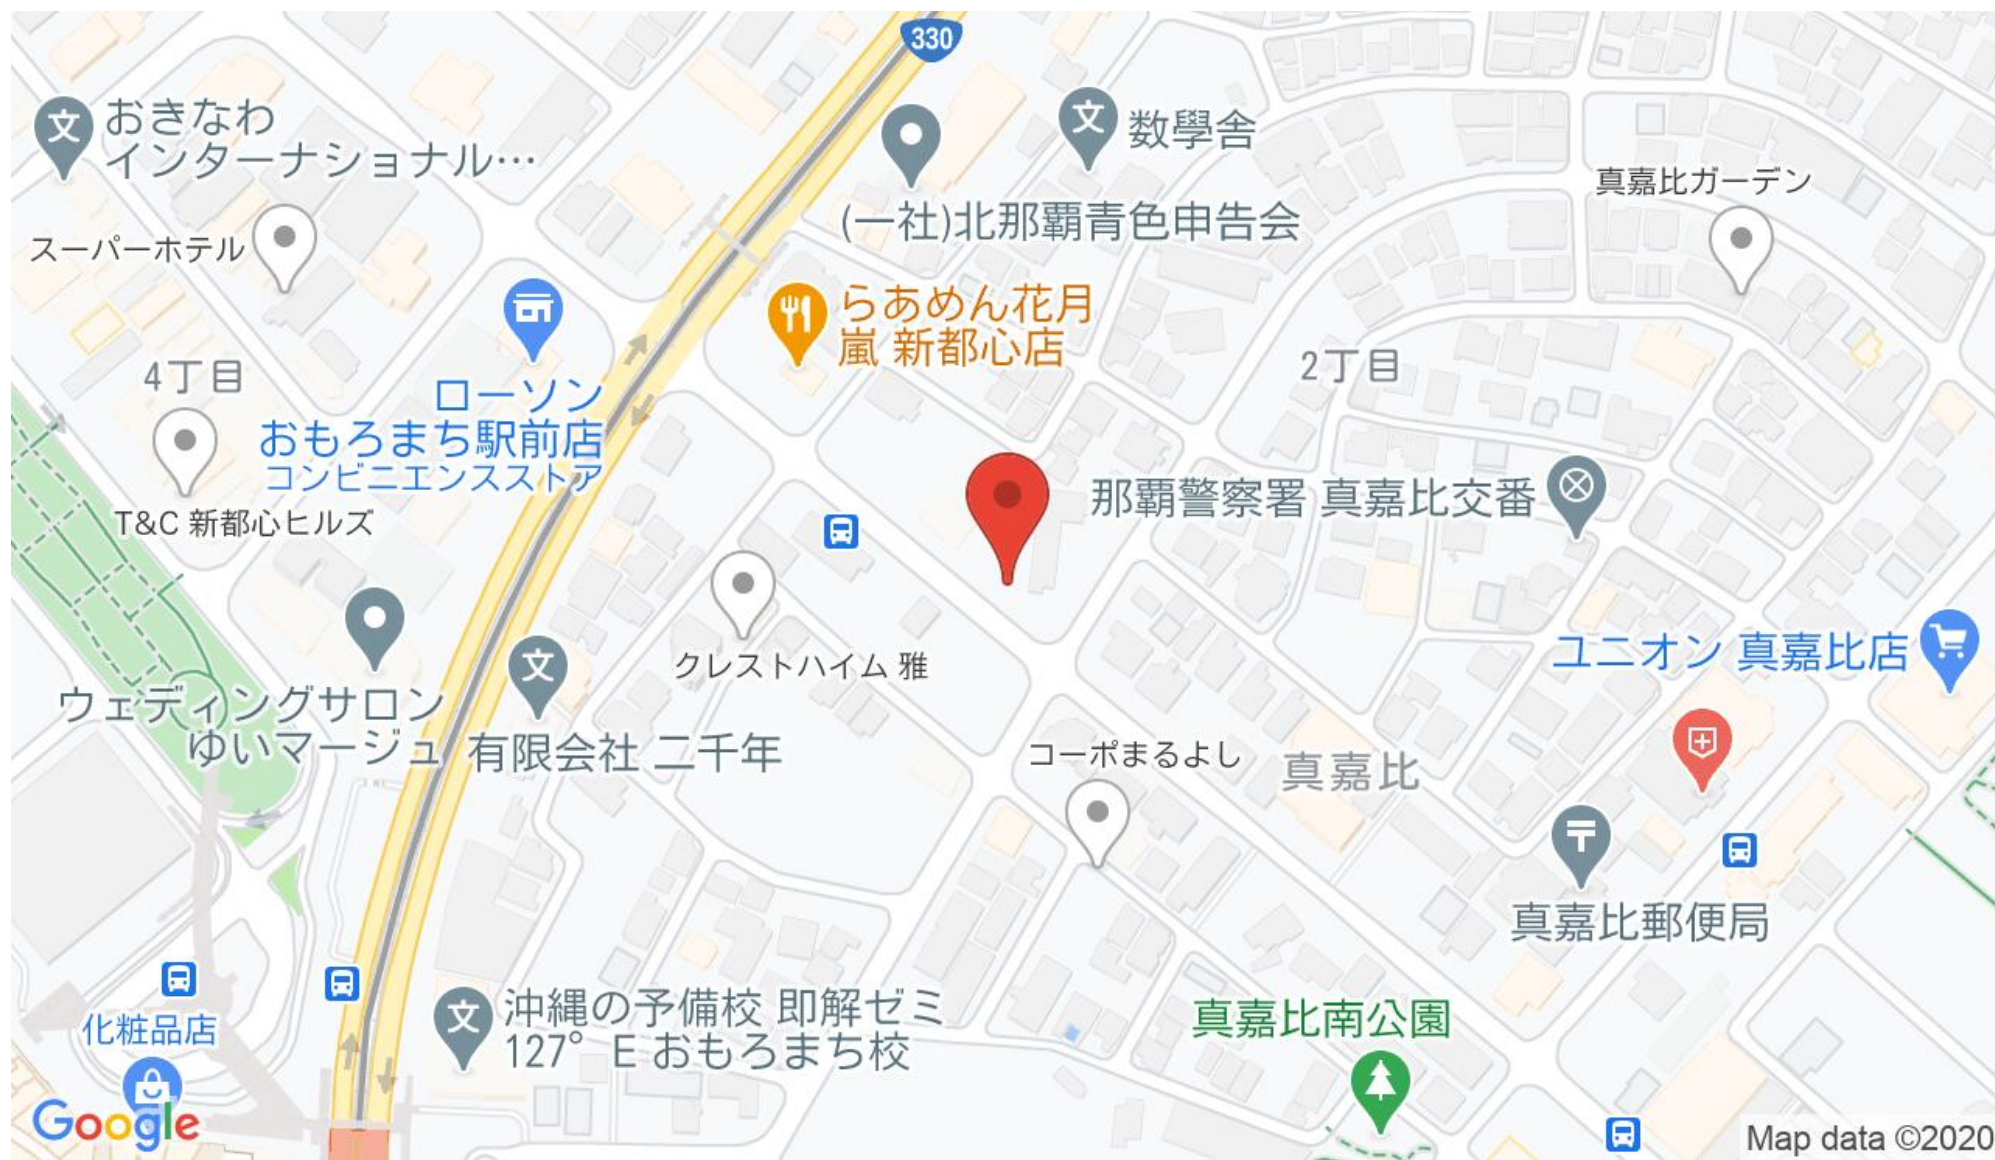 330
おきなわ
インターナショナル…
文
文
数學舎
真嘉比ガーデン
(一社)北那覇青色申告会
スーパーホテル
らあめん花月
嵐 新都心店
2丁目
4丁目
ローソン
おもろまち駅前店
コンビニエンスストア
那覇警察署 真嘉比交番
T&C 新都心ヒルズ
クレストハイム 雅
ユニオン 真嘉比店
ウェディングサロン
ゆいマージュ
文
有限会社 二千年
コーポまるよし
真嘉比
真嘉比郵便局
文
沖縄の予備校 即解ゼミ
127° E おもろまち校
真嘉比南公園
化粧品店
Google
Map data ©2020